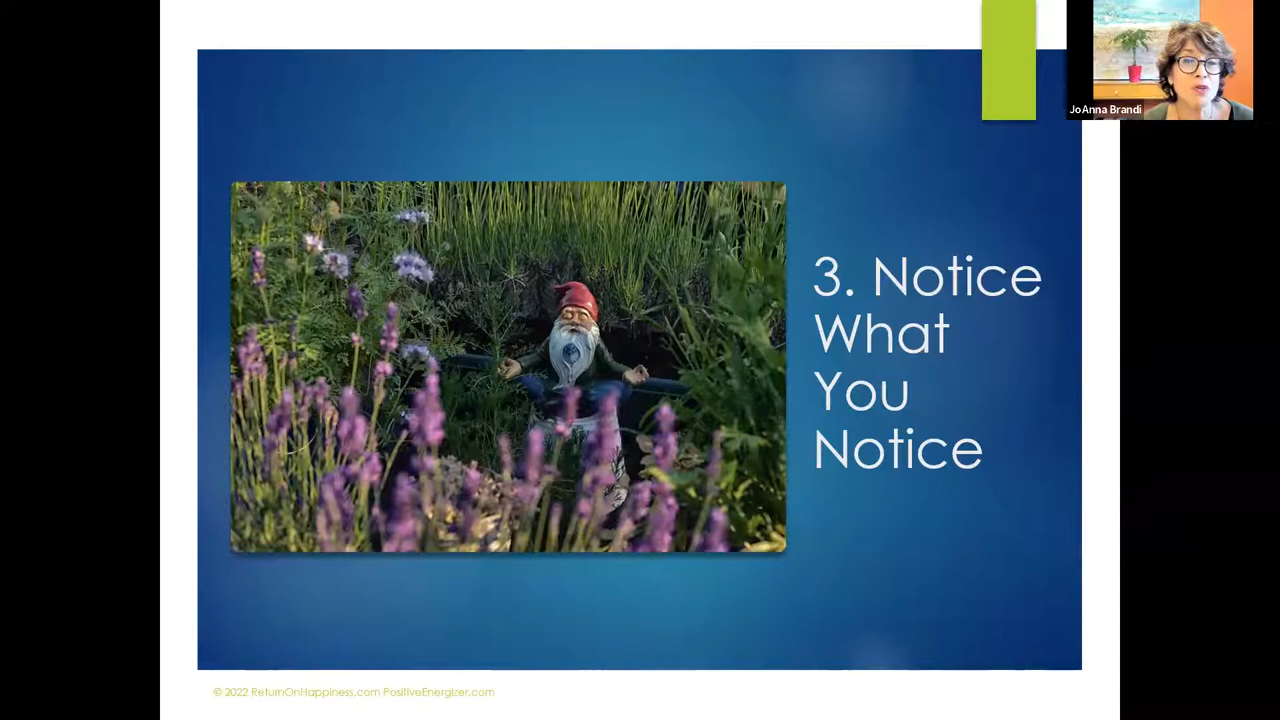 JoAnna Brandi
3. Notice
What
You
Notice
© 2022 ReturnOnHappiness.com PositiveEnergizer.com